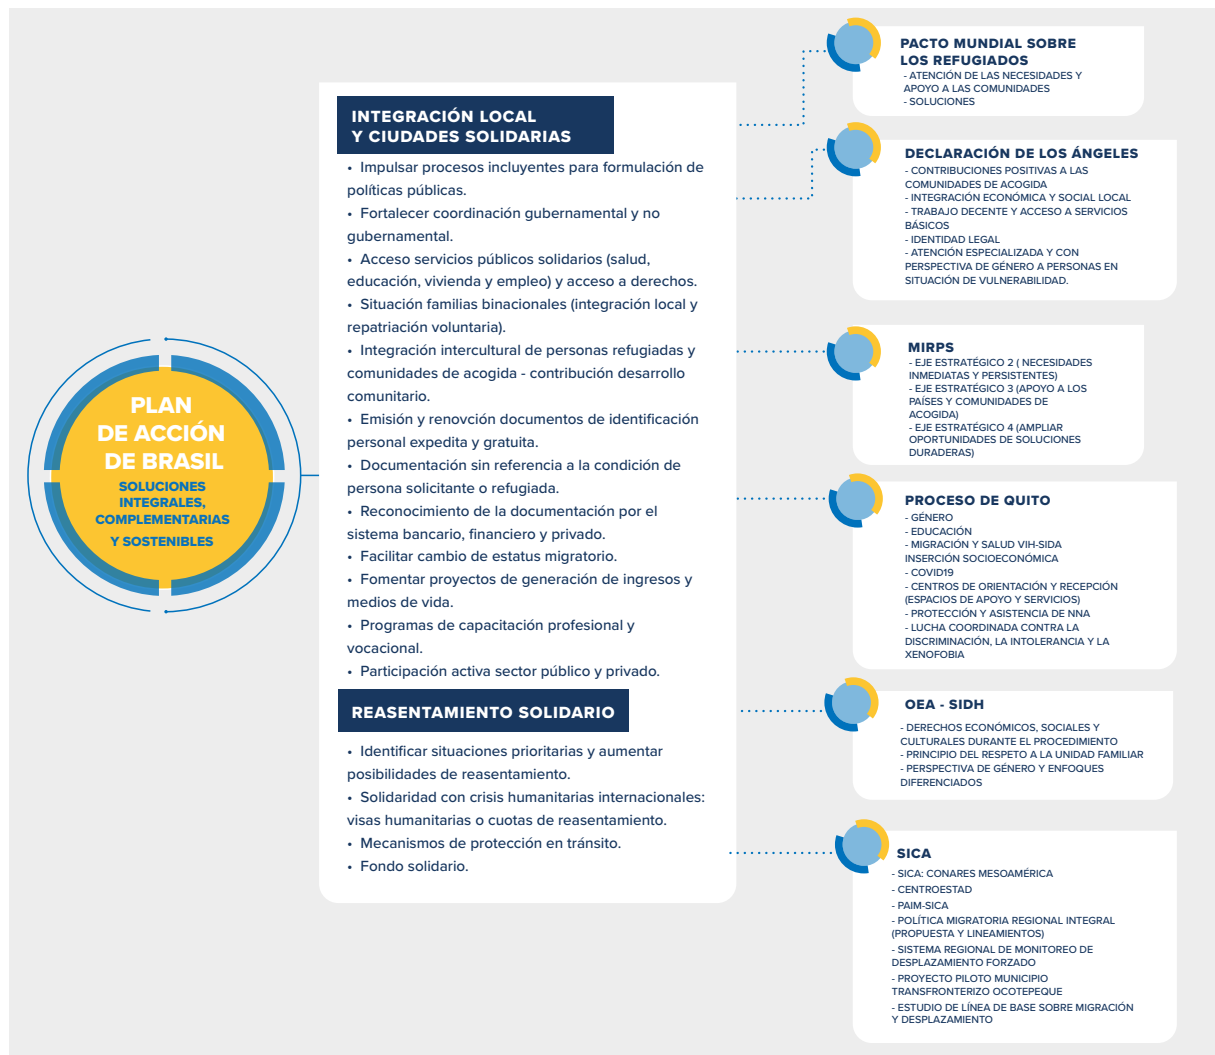 PLAN
DE ACCIÓN
DE BRASIL
SOLUCIONES
INTEGRALES,
COMPLEMENTARIAS
Y SOSTENIBLES
INTEGRACIÓN LOCAL
Y CIUDADES SOLIDARIAS
• Impulsar procesos incluyentes para formulación de
políticas públicas.
• Fortalecer coordinación gubernamental y no
gubernamental.
• Acceso servicios públicos solidarios (salud,
educación, vivienda y empleo) y acceso a derechos.
• Situación familias binacionales (integración local y
repatriación voluntaria).
• Integración intercultural de personas refugiadas y
comunidades de acogida - contribución desarrollo
comunitario.
• Emisión y renovción documentos de identificación
personal expedita y gratuita.
• Documentación sin referencia a la condición de
persona solicitante o refugiada.
• Reconocimiento de la documentación por el
sistema bancario, financiero y privado.
• Facilitar cambio de estatus migratorio.
• Fomentar proyectos de generación de ingresos y
medios de vida.
• Programas de capacitación profesional y
vocacional.
• Participación activa sector público y privado.
REASENTAMIENTO SOLIDARIO
• Identificar situaciones prioritarias y aumentar
posibilidades de reasentamiento.
• Solidaridad con crisis humanitarias internacionales:
visas humanitarias o cuotas de reasentamiento.
• Mecanismos de protección en tránsito.
• Fondo solidario.
PACTO MUNDIAL SOBRE
LOS REFUGIADOS
- ATENCIÓN DE LAS NECESIDADES Y
APOYO A LAS COMUNIDADES
- SOLUCIONES
DECLARACIÓN DE LOS ÁNGELES
- CONTRIBUCIONES POSITIVAS A LAS
COMUNIDADES DE ACOGIDA
- INTEGRACIÓN ECONÓMICA Y SOCIAL LOCAL
- TRABAJO DECENTE Y ACCESO A SERVICIOS
BÁSICOS
- IDENTIDAD LEGAL
- ATENCIÓN ESPECIALIZADA Y CON
PERSPECTIVA DE GÉNERO A PERSONAS EN
SITUACIÓN DE VULNERABILIDAD.
MIRPS
- EJE ESTRATÉGICO 2 ( NECESIDADES
INMEDIATAS Y PERSISTENTES)
- EJE ESTRATÉGICO 3 (APOYO A LOS
PAÍSES Y COMUNIDADES DE
ACOGIDA)
- EJE ESTRATÉGICO 4 (AMPLIAR
OPORTUNIDADES DE SOLUCIONES
DURADERAS)
PROCESO DE QUITO
- GÉNERO
- EDUCACIÓN
- MIGRACIÓN Y SALUD VIH-SIDA
INSERCIÓN SOCIOECONÓMICA
- COVID19
- CENTROS DE ORIENTACIÓN Y RECEPCIÓN
(ESPACIOS DE APOYO Y SERVICIOS)
- PROTECCIÓN Y ASISTENCIA DE NNA
- LUCHA COORDINADA CONTRA LA
DISCRIMINACIÓN, LA INTOLERANCIA Y LA
XENOFOBIA
OEA - SIDH
- DERECHOS ECONÓMICOS, SOCIALES Y
CULTURALES DURANTE EL PROCEDIMIENTO
- PRINCIPIO DEL RESPETO A LA UNIDAD FAMILIAR
- PERSPECTIVA DE GÉNERO Y ENFOQUES
DIFERENCIADOS
SICA
- SICA: CONARES MESOAMÉRICA
- CENTROESTAD
- PAIM-SICA
- POLÍTICA MIGRATORIA REGIONAL INTEGRAL
(PROPUESTA Y LINEAMIENTOS)
- SISTEMA REGIONAL DE MONITOREO DE
DESPLAZAMIENTO FORZADO
- PROYECTO PILOTO MUNICIPIO
TRANSFRONTERIZO OCOTEPEQUE
- ESTUDIO DE LÍNEA DE BASE SOBRE MIGRACIÓN
Y DESPLAZAMIENTO